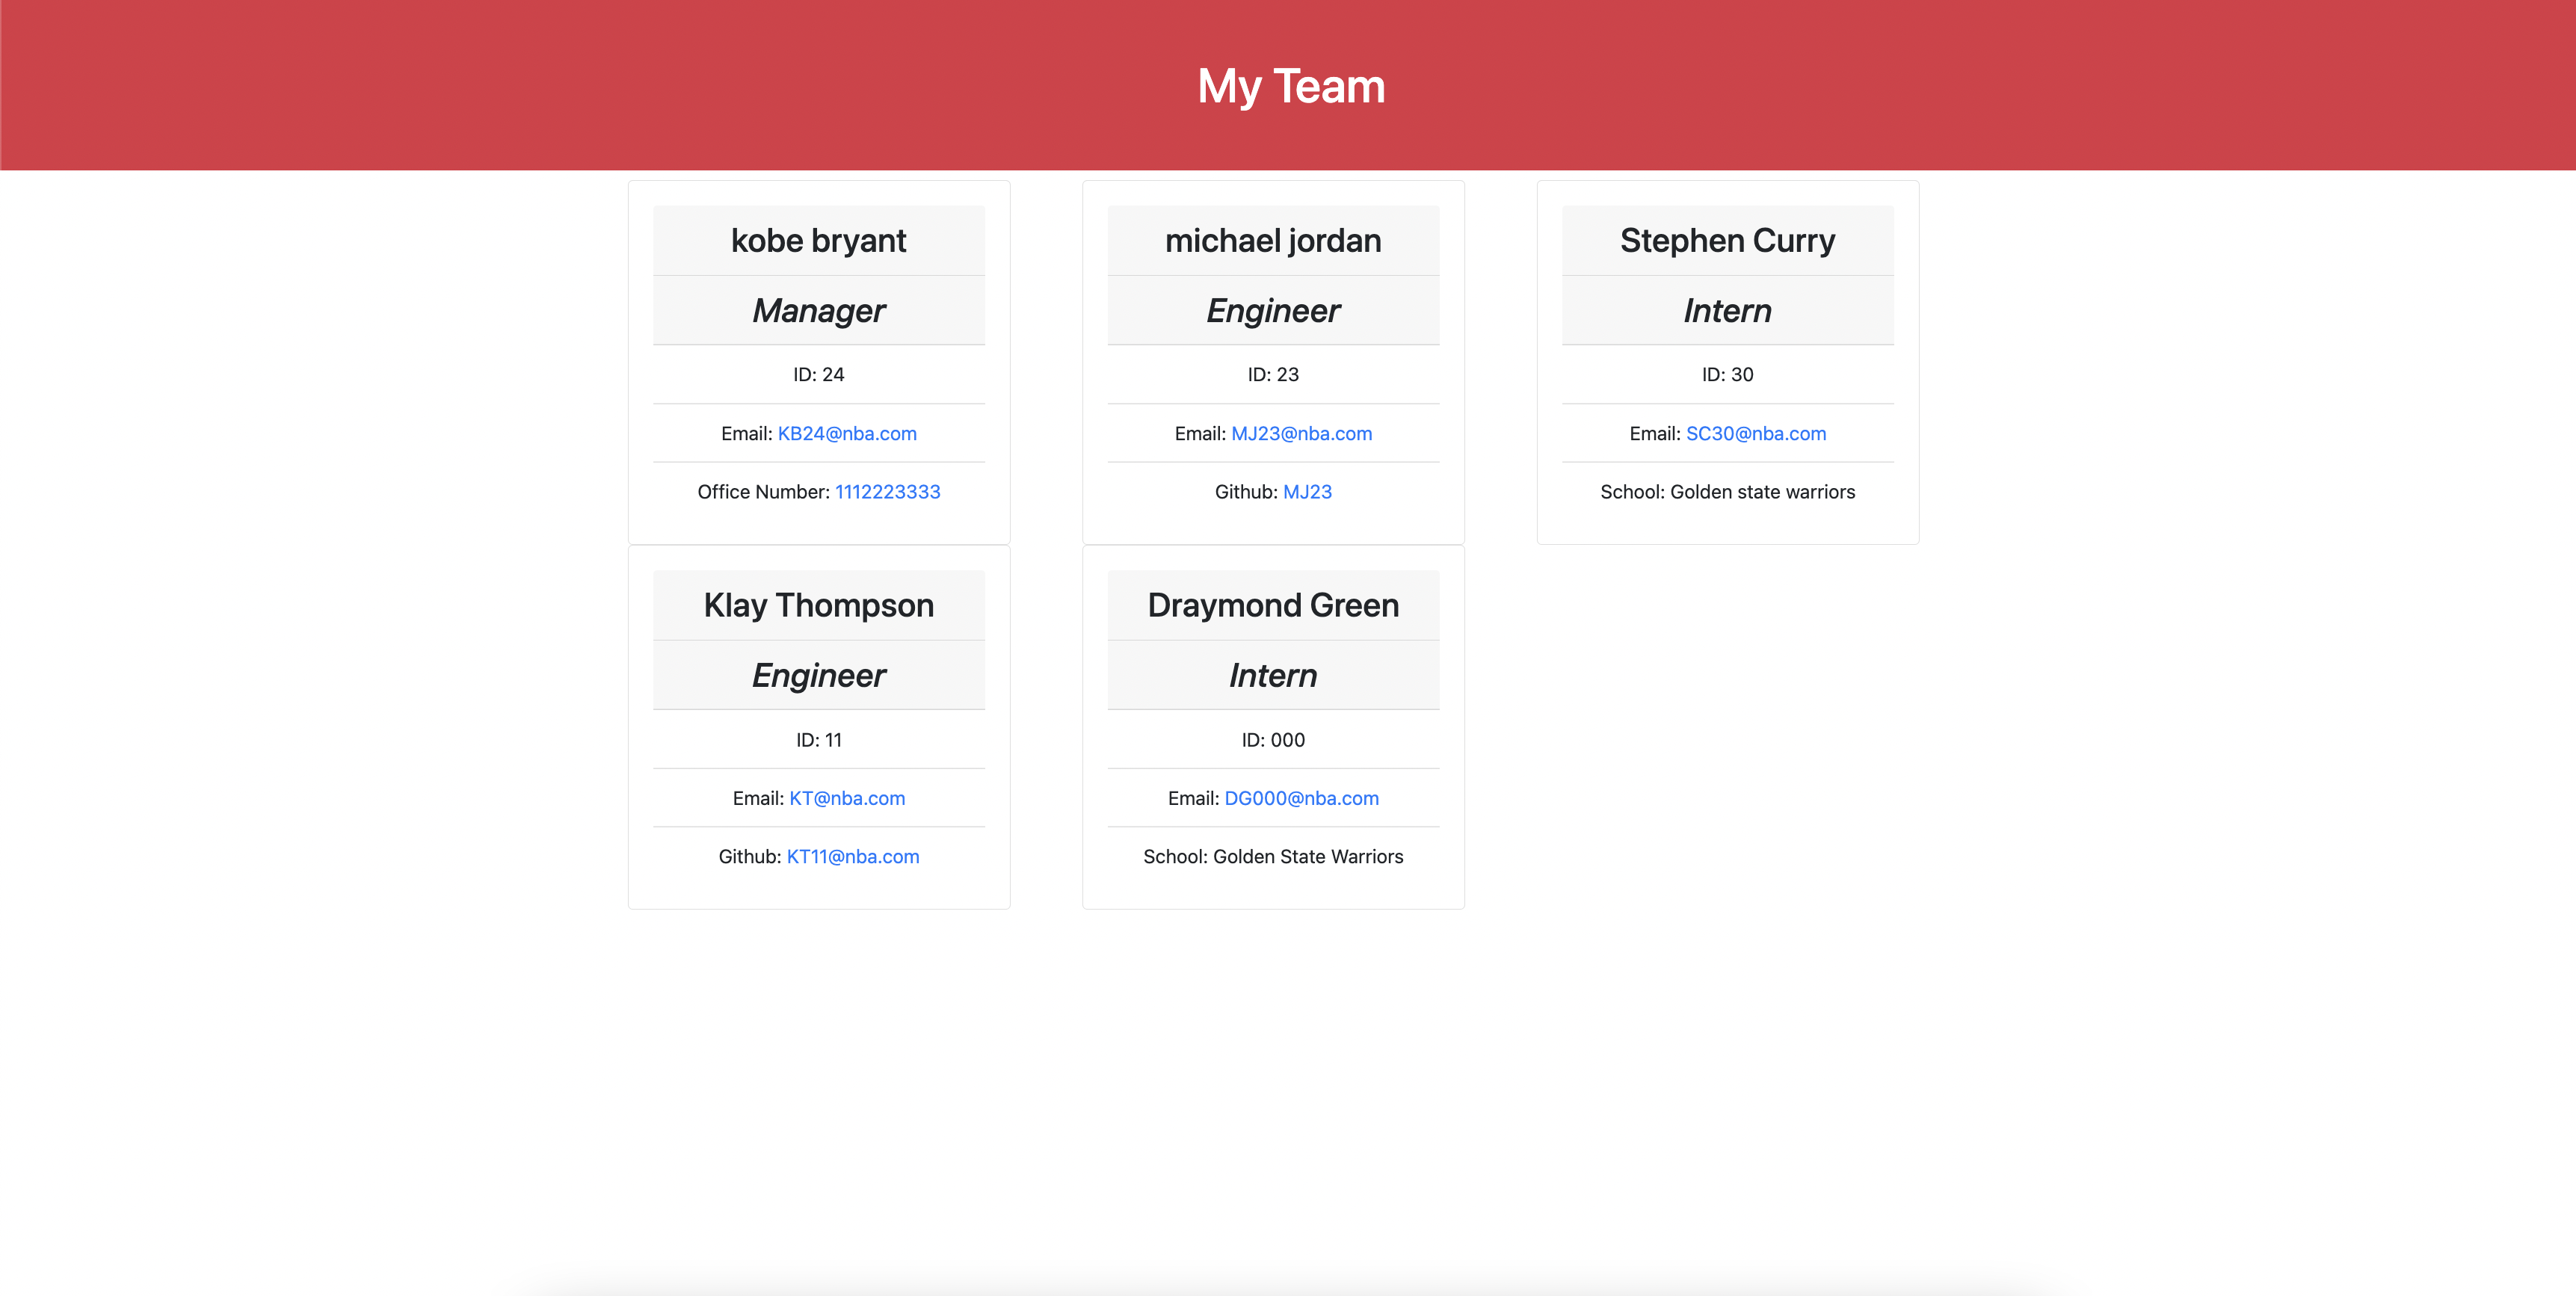 My Team
kobe bryant
Manager
ID: 24
Email: KB24@nba.com
Office Number: 1112223333
michael jordan
Engineer
ID: 23
Email: MJ23@nba.com
Github: MJ23
Stephen Curry
Intern
ID: 30
Email: SC30@nba.com
School: Golden state warriors
Klay Thompson
Engineer
ID: 11
Email: KT@nba.com
Github: KT11@nba.com
Draymond Green
Intern
ID: 000
Email: DG000@nba.com
School: Golden State Warriors